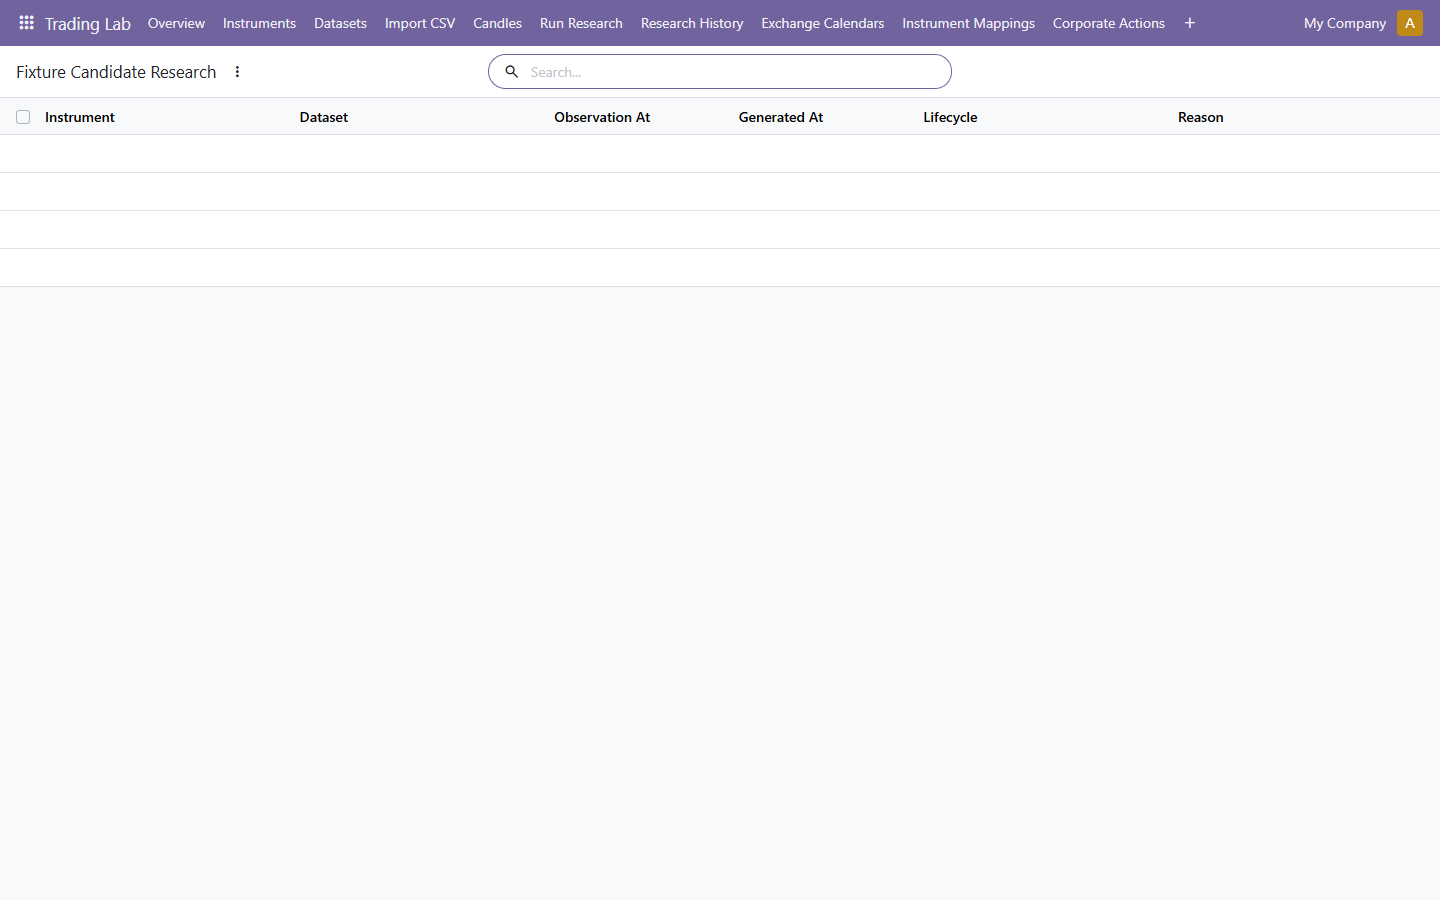 Trading Lab Overview Instruments Datasets Import CSV Candles Run Research Research History Exchange Calendars Instrument Mappings Corporate Actions + My Company A
Fixture Candidate Research Search...
Instrument Dataset Observation At Generated At Lifecycle Reason